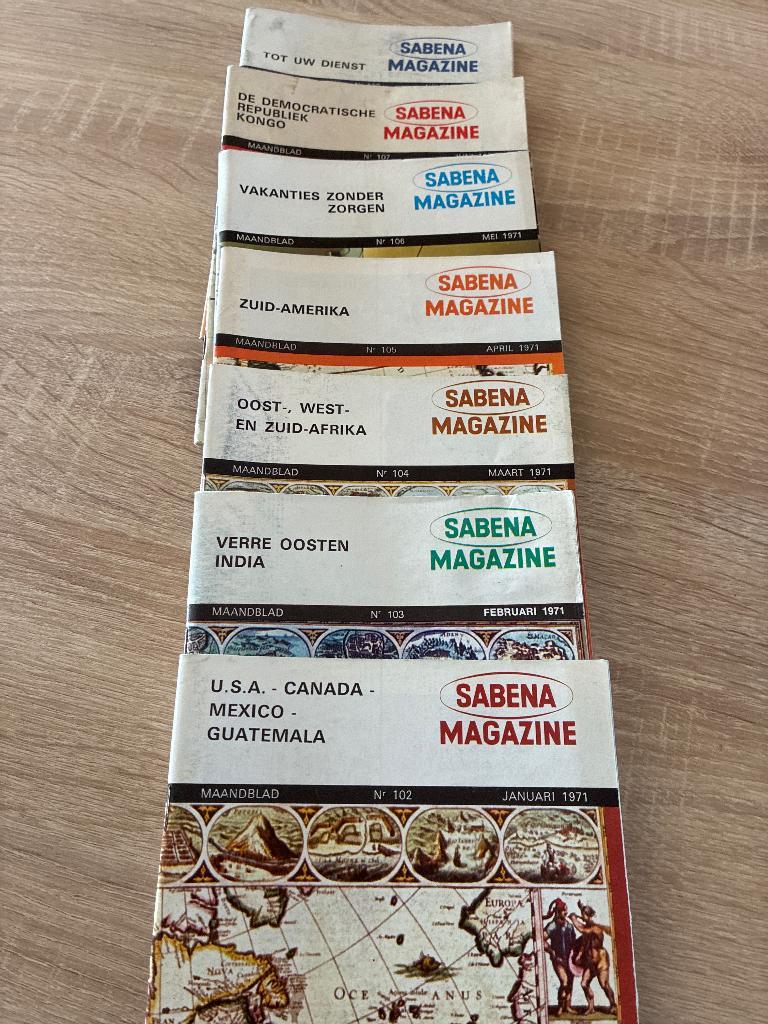 TOT UW DIENST
SABENA
MAGAZINE
DE DEMOCRATISCHE
REPUBLIEK
KONGO
SABENA
MAGAZINE
MAANDBLAD Nr 107
VAKANTIES ZONDER
ZORGEN
SABENA
MAGAZINE
MAANDBLAD Nr 106 MEI 1971
ZUID-AMERIKA
SABENA
MAGAZINE
MAANDBLAD Nr 105 APRIL 1971
OOST-, WEST-
EN ZUID-AFRIKA
SABENA
MAGAZINE
MAANDBLAD Nr 104 MAART 1971
VERRE OOSTEN
INDIA
SABENA
MAGAZINE
MAANDBLAD Nr 103 FEBRUARI 1971
U.S.A. - CANADA -
MEXICO -
GUATEMALA
SABENA
MAGAZINE
MAANDBLAD Nr 102 JANUARI 1971
EUROPA
NOVA
OCEANUS